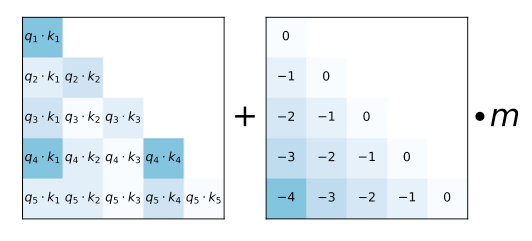 q₁ · k₁ 0
q₂ · k₁ q₂ · k₂ −1 0
q₃ · k₁ q₃ · k₂ q₃ · k₃ + −2 −1 0 • m
q₄ · k₁ q₄ · k₂ q₄ · k₃ q₄ · k₄ −3 −2 −1 0
q₅ · k₁ q₅ · k₂ q₅ · k₃ q₅ · k₄ q₅ · k₅ −4 −3 −2 −1 0